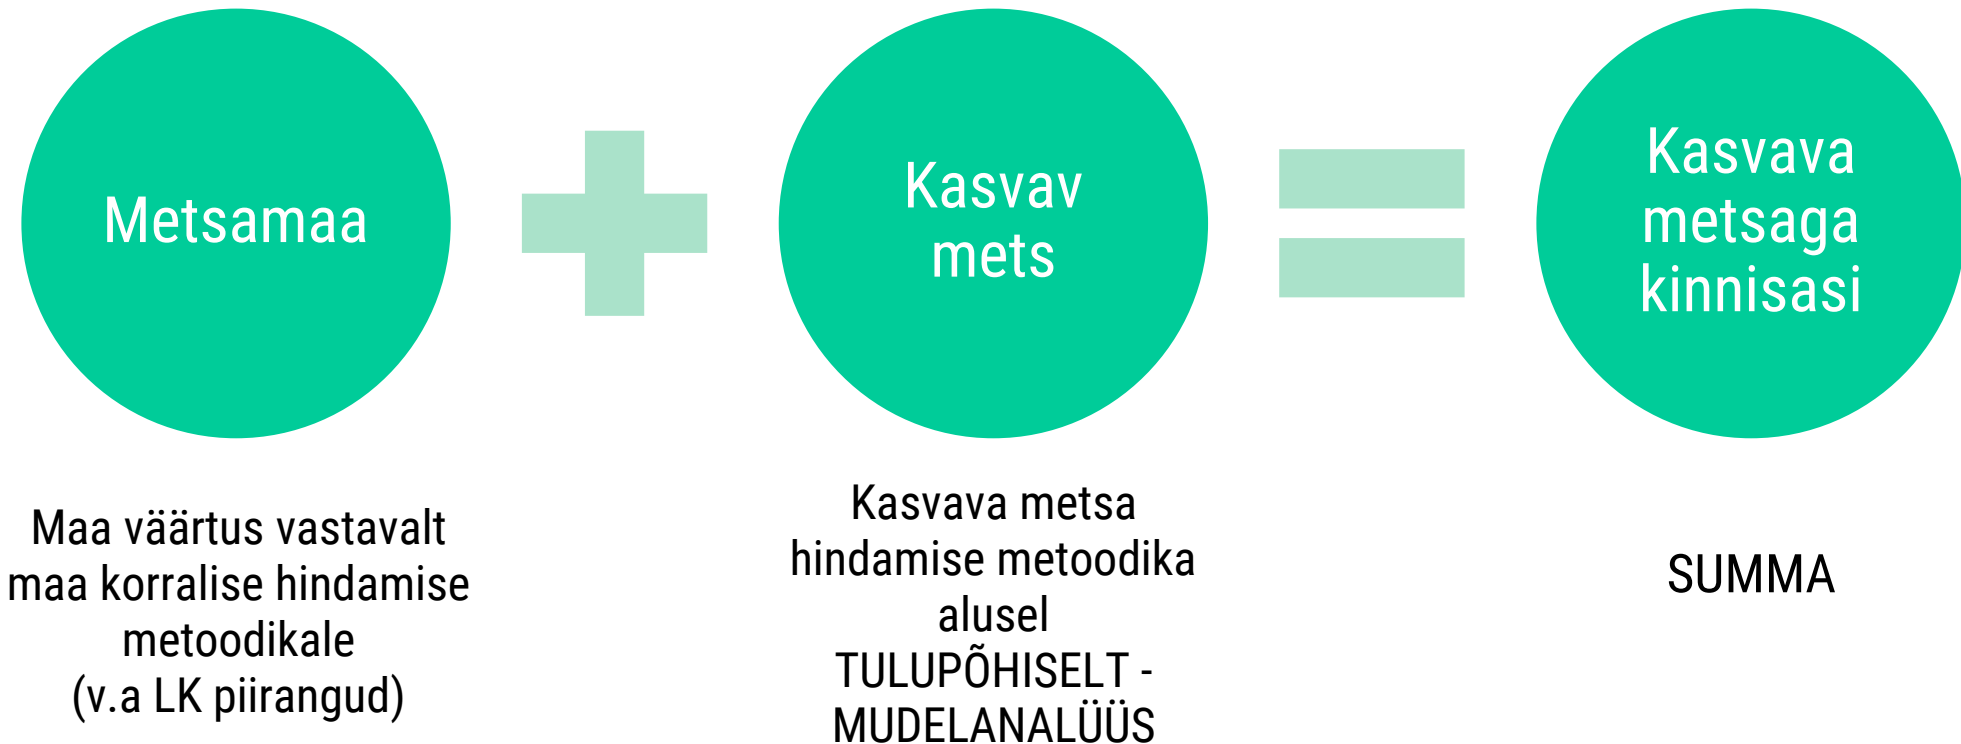 Metsamaa
Kasvav
mets
Kasvava
metsaga
kinnisasi
Maa väärtus vastavalt
maa korralise hindamise
metoodikale
(v.a LK piirangud)
Kasvava metsa
hindamise metoodika
alusel
TULUPÕHISELT -
MUDELANALÜÜS
SUMMA